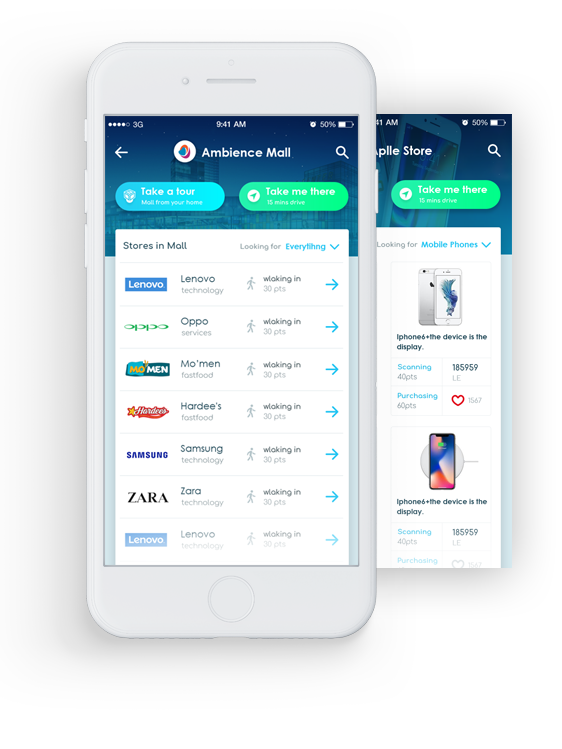 3G 9:41 AM 50%
Ambience Mall
Take a tour
Mall from your home
Take me there
15 mins drive
Stores in Mall Looking for Everytihng
Lenovo Lenovo wlaking in
technology 30 pts
oppo Oppo wlaking in
services 30 pts
MO'MEN Mo'men wlaking in
fastfood 30 pts
Hardee's Hardee's wlaking in
fastfood 30 pts
SAMSUNG Samsung wlaking in
technology 30 pts
ZARA Zara wlaking in
technology 30 pts
Lenovo Lenovo wlaking in
technology 30 pts
41 AM 50%
Aplle Store
Take me there
15 mins drive
Looking for Mobile Phones
Iphone6+the device is the
display.
Scanning 185959
40pts LE
Purchasing 1567
60pts
Iphone6+the device is the
display.
Scanning 185959
40pts LE
Purchasing 1567